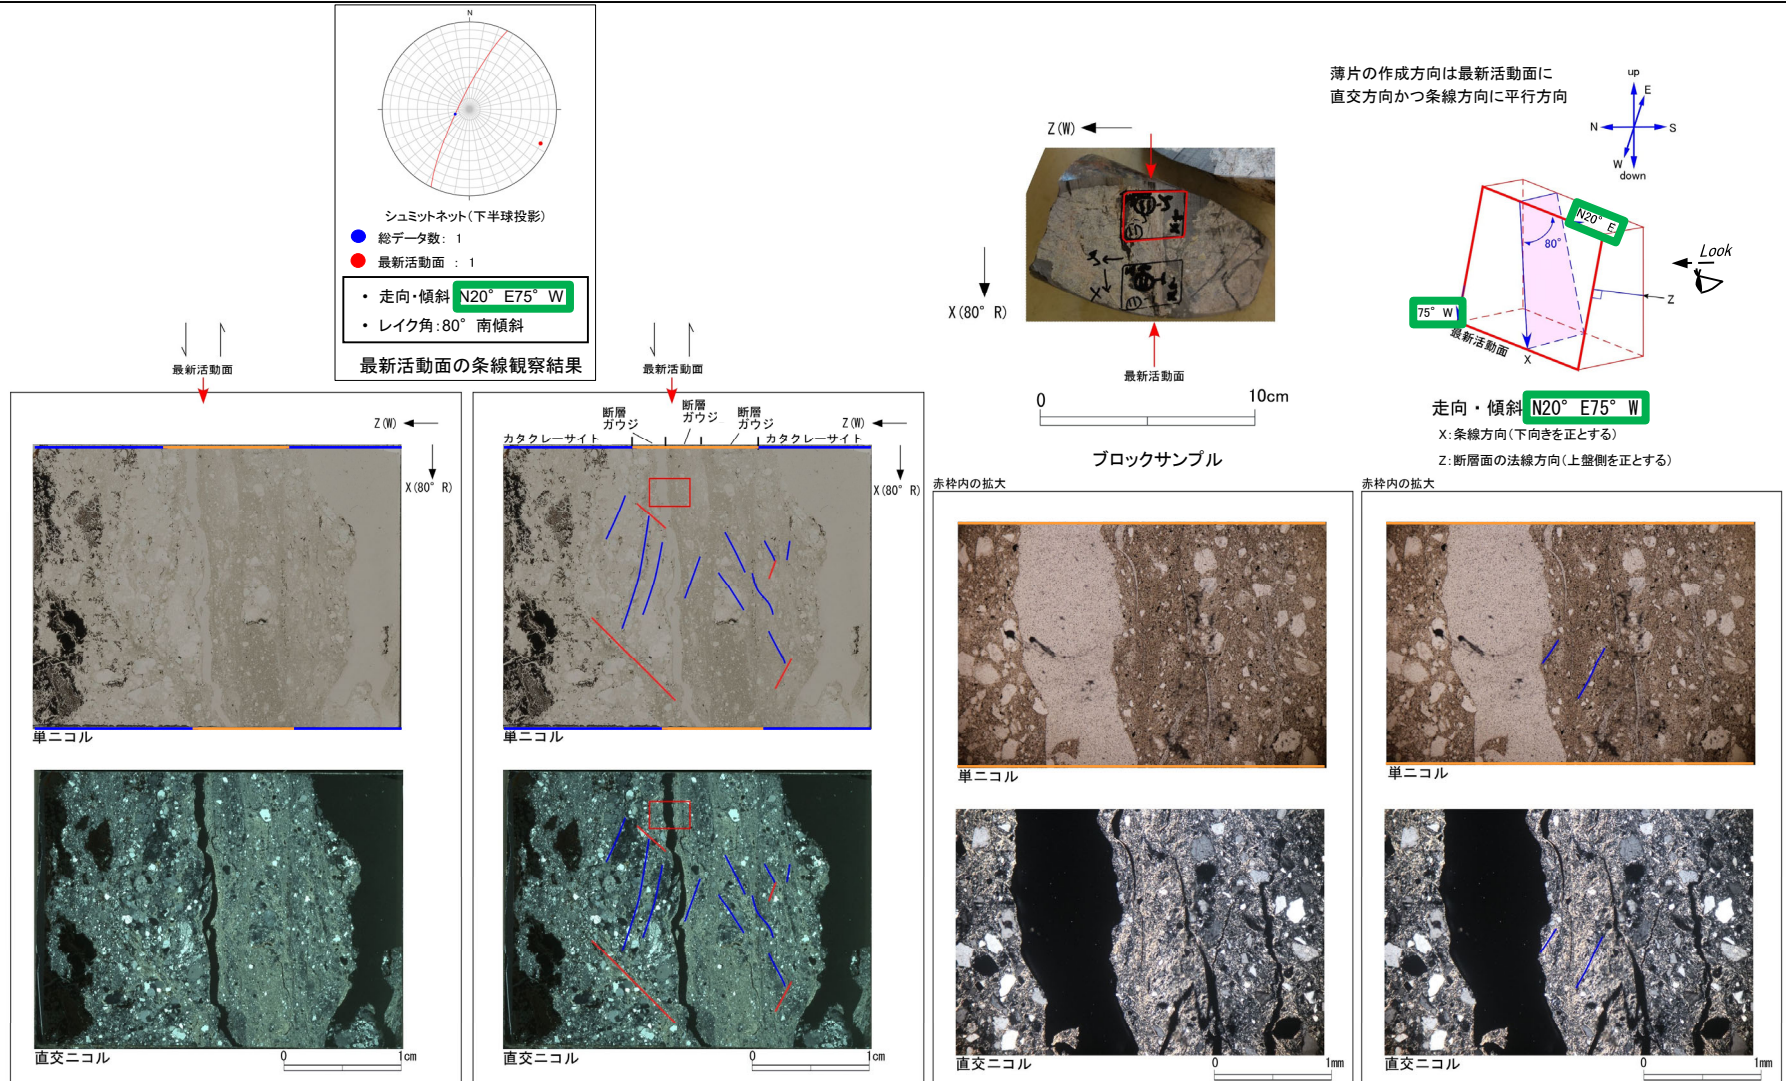 N
シュミットネット(下半球投影)
総データ数: 1
最新活動面 : 1
・ 走向・傾斜 N20° E75° W
・ レイク角:80° 南傾斜
最新活動面の条線観察結果
最新活動面
Z(W)
X(80° R)
単ニコル
直交ニコル
0 1cm
最新活動面
断層ガウジ
断層ガウジ
断層ガウジ
カタクレーサイト
カタクレーサイト
Z(W)
X(80° R)
単ニコル
直交ニコル
0 1cm
Z(W)
X(80° R)
最新活動面
0 10cm
ブロックサンプル
薄片の作成方向は最新活動面に
直交方向かつ条線方向に平行方向
up
E
N
S
W
down
N20° E
80°
Look
Z
75° W
最新活動面
X
走向・傾斜 N20° E75° W
X:条線方向(下向きを正とする)
Z:断層面の法線方向(上盤側を正とする)
赤枠内の拡大
単ニコル
直交ニコル
0 1mm
赤枠内の拡大
単ニコル
直交ニコル
0 1mm